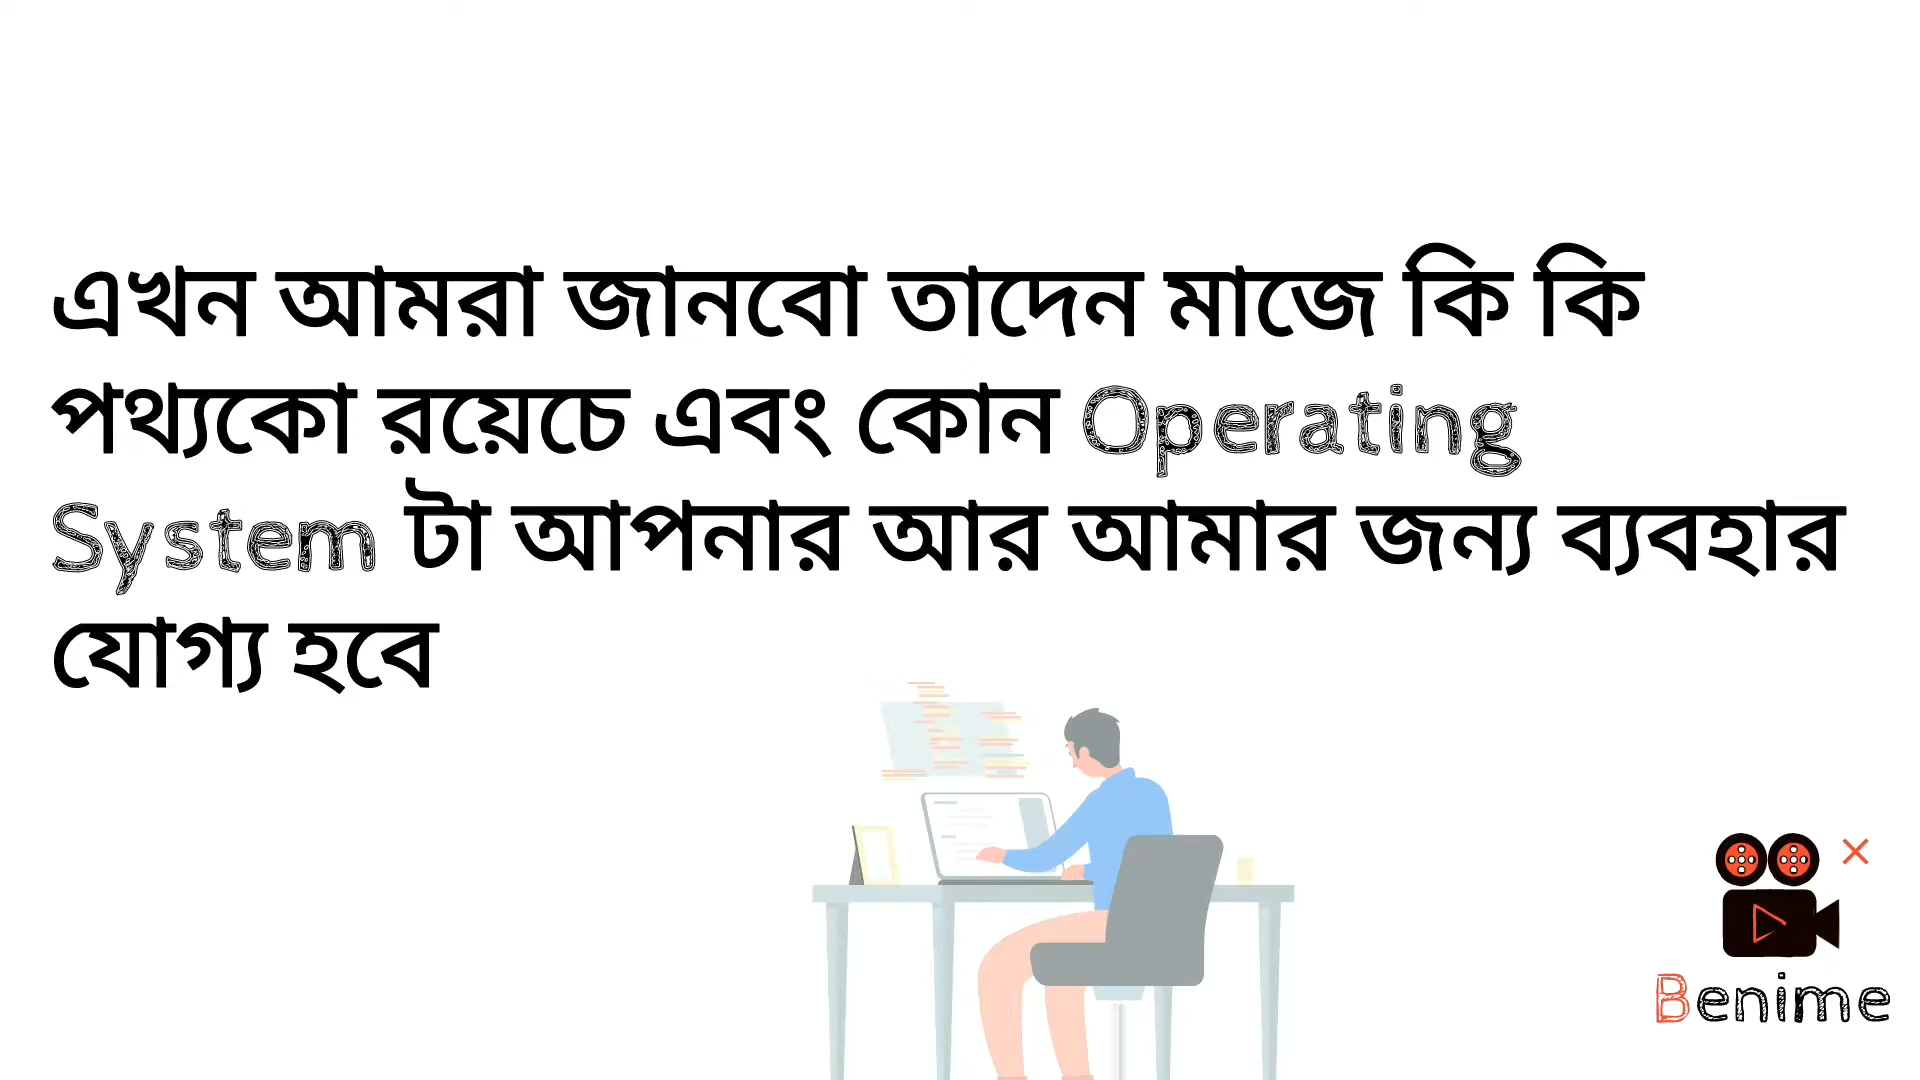 এখন আমরা জানবো তাদেন মাজে কি কি
পথ্যকো রয়েচে এবং কোন Operating
System টা আপনার আর আমার জন্য ব্যবহার
যোগ্য হবে
Benime